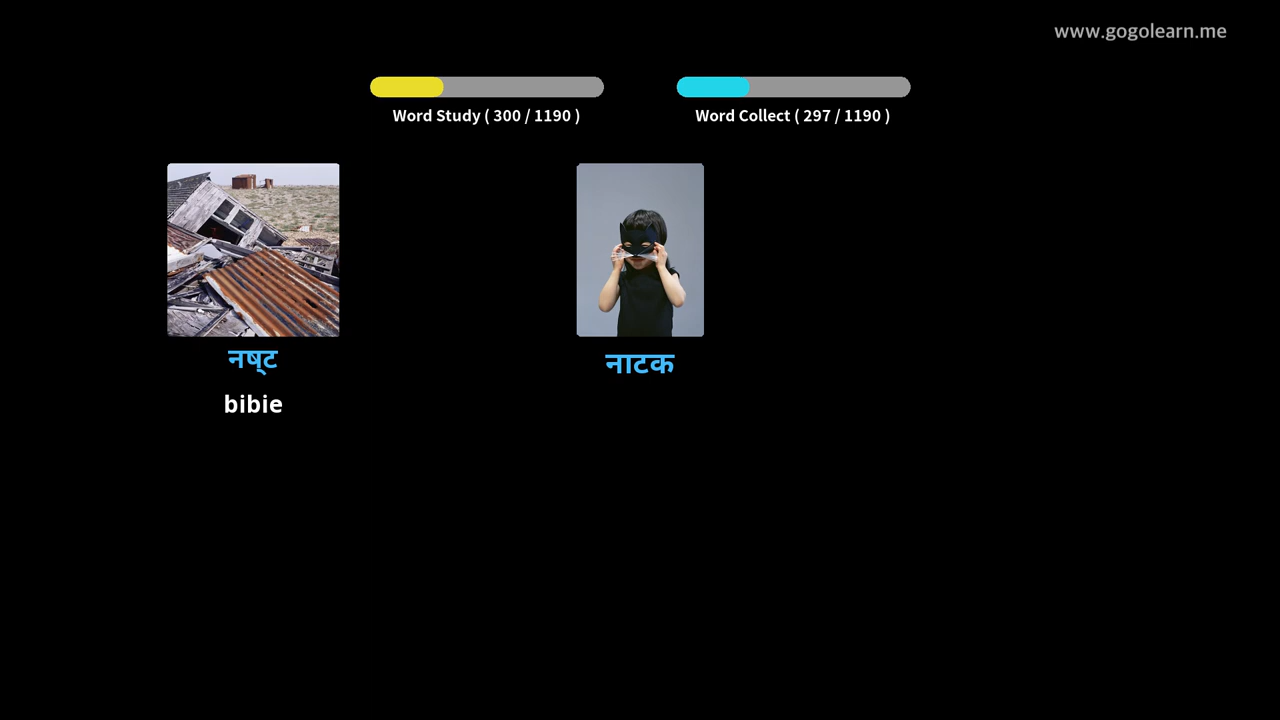 www.gogolearn.me
Word Study ( 300 / 1190 )
Word Collect ( 297 / 1190 )
नष्‌ट
नाटक
bibie